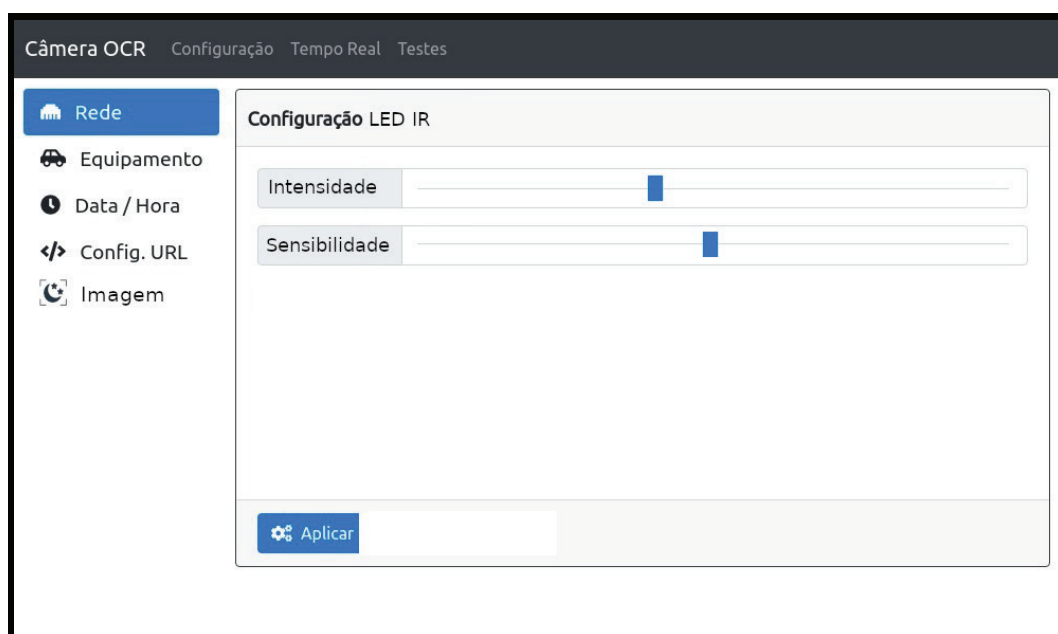 Câmera OCR Configuração Tempo Real Testes
Rede
Equipamento
Data / Hora
Config. URL
Imagem
Configuração LED IR
Intensidade
Sensibilidade
Aplicar